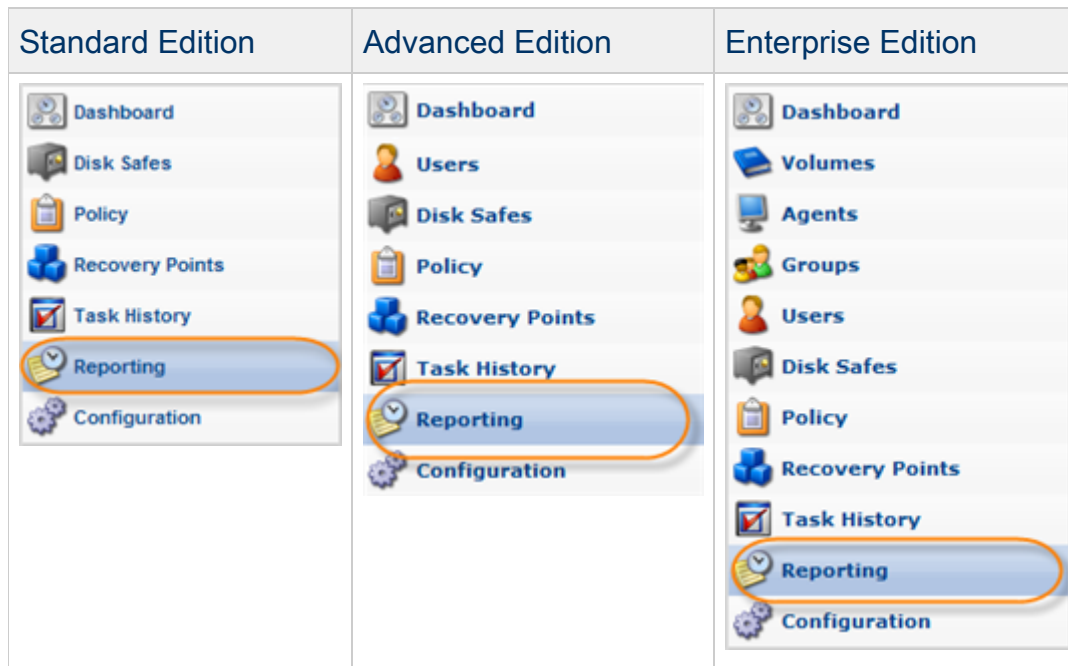 Standard Edition
Advanced Edition
Enterprise Edition
Dashboard
Disk Safes
Policy
Recovery Points
Task History
Reporting
Configuration
Dashboard
Users
Disk Safes
Policy
Recovery Points
Task History
Reporting
Configuration
Dashboard
Volumes
Agents
Groups
Users
Disk Safes
Policy
Recovery Points
Task History
Reporting
Configuration